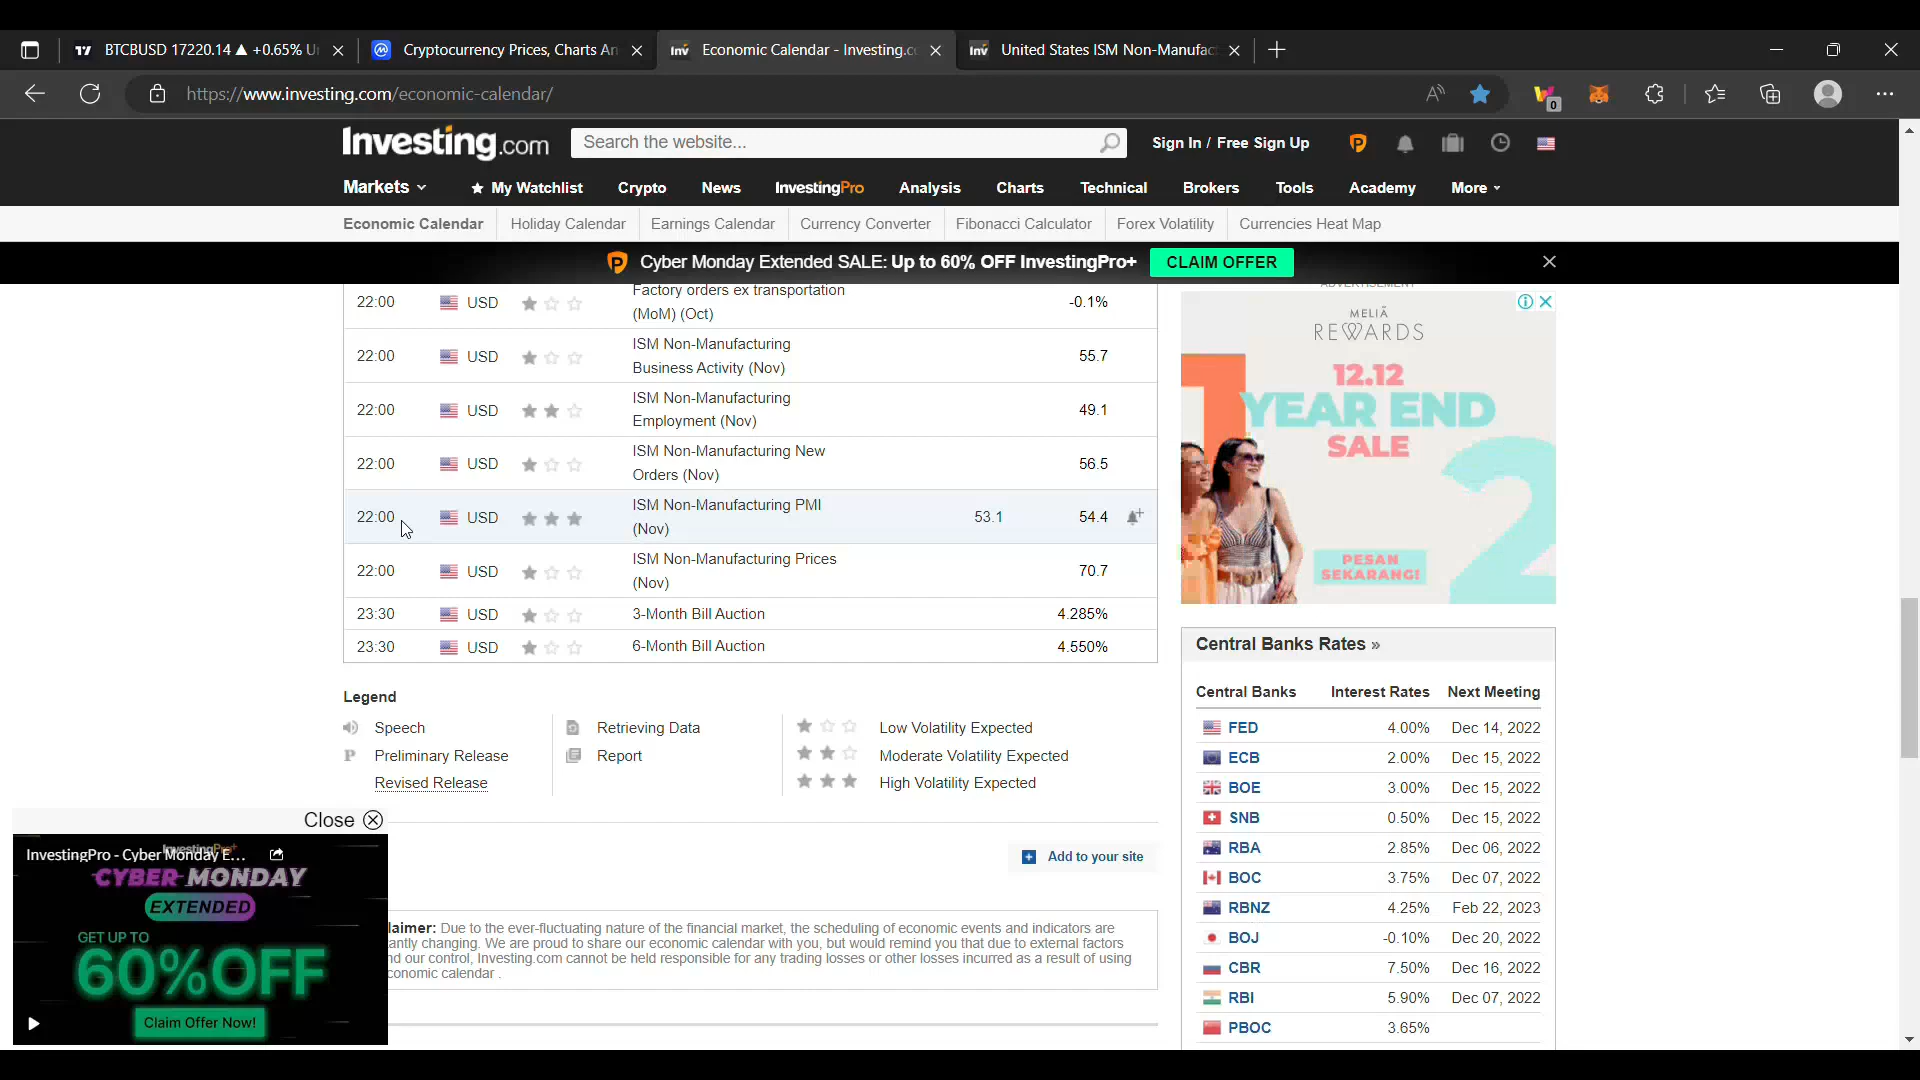 BTCBUSD 17220.14 ▲ +0.65%
Cryptocurrency Prices, Charts An
Economic Calendar - Investing.c
United States ISM Non-Manufac
https://www.investing.com/economic-calendar/
0
Investing.com
Search the website...
Sign In / Free Sign Up
Markets
My Watchlist
Crypto
News
InvestingPro
Analysis
Charts
Technical
Brokers
Tools
Academy
More
Economic Calendar
Holiday Calendar
Earnings Calendar
Currency Converter
Fibonacci Calculator
Forex Volatility
Currencies Heat Map
Cyber Monday Extended SALE: Up to 60% OFF InvestingPro+
CLAIM OFFER
22:00 USD Factory orders ex transportation -0.1%
(MoM) (Oct)
22:00 USD ISM Non-Manufacturing 55.7
Business Activity (Nov)
22:00 USD ISM Non-Manufacturing 49.1
Employment (Nov)
22:00 USD ISM Non-Manufacturing New 56.5
Orders (Nov)
22:00 USD ISM Non-Manufacturing PMI 53.1 54.4
(Nov)
22:00 USD ISM Non-Manufacturing Prices 70.7
(Nov)
23:30 USD 3-Month Bill Auction 4.285%
23:30 USD 6-Month Bill Auction 4.550%
ADVERTISEMENT
MELIÁ
REWARDS
12.12
YEAR END
SALE
2
PESAN
SEKARANG!
Legend
Speech
Preliminary Release
Revised Release
Retrieving Data
Report
Low Volatility Expected
Moderate Volatility Expected
High Volatility Expected
Add to your site
laimer: Due to the ever-fluctuating nature of the financial market, the scheduling of economic events and indicators are
antly changing. We are proud to share our economic calendar with you, but would remind you that due to external factors
nd our control, Investing.com cannot be held responsible for any trading losses or other losses incurred as a result of using
conomic calendar .
Central Banks Rates »
Central Banks Interest Rates Next Meeting
FED 4.00% Dec 14, 2022
ECB 2.00% Dec 15, 2022
BOE 3.00% Dec 15, 2022
SNB 0.50% Dec 15, 2022
RBA 2.85% Dec 06, 2022
BOC 3.75% Dec 07, 2022
RBNZ 4.25% Feb 22, 2023
BOJ -0.10% Dec 20, 2022
CBR 7.50% Dec 16, 2022
RBI 5.90% Dec 07, 2022
PBOC 3.65%
Close
InvestingPro - Cyber Monday E...
InvestingPro+
CYBER MONDAY
EXTENDED
GET UP TO
60% OFF
Claim Offer Now!